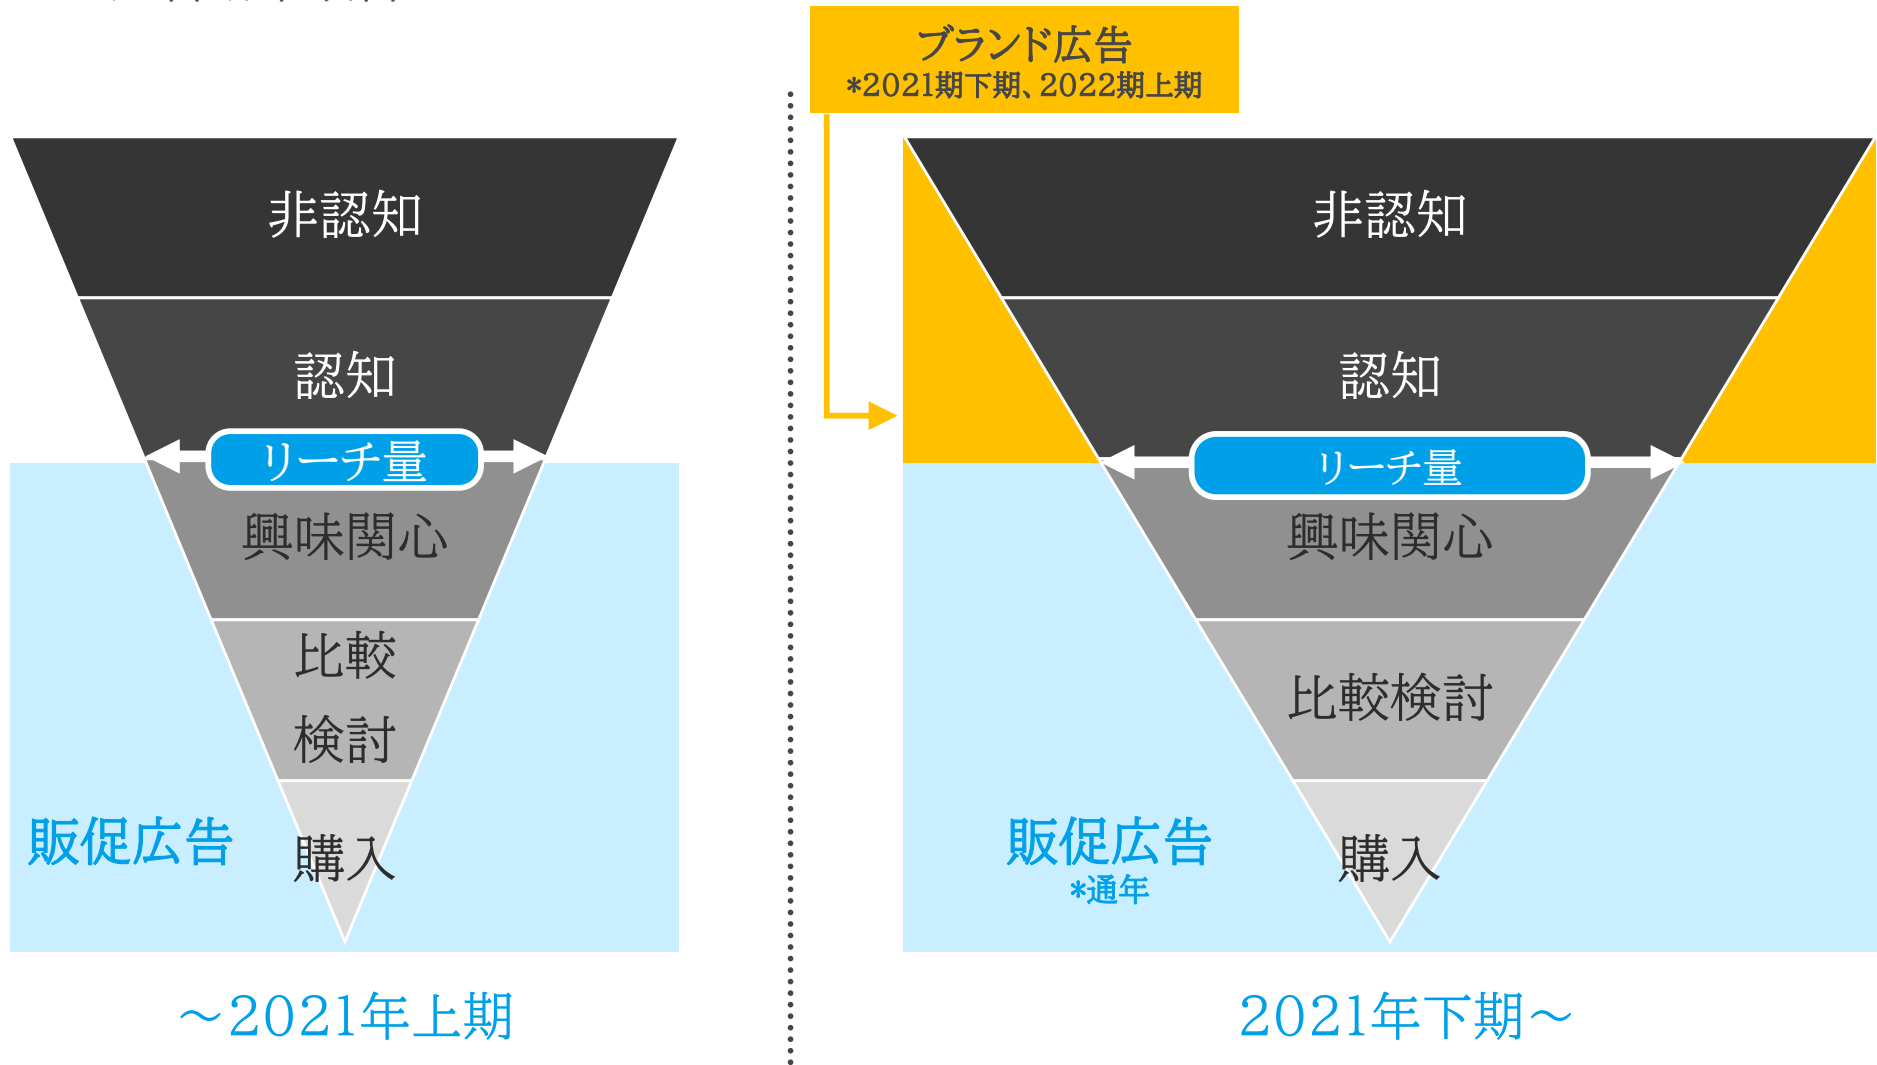 ブランド広告
*2021期下期、2022期上期
非認知
認知
リーチ量
興味関心
比較
検討
購入
販促広告
～2021年上期
非認知
認知
リーチ量
興味関心
比較検討
購入
販促広告
*通年
2021年下期～